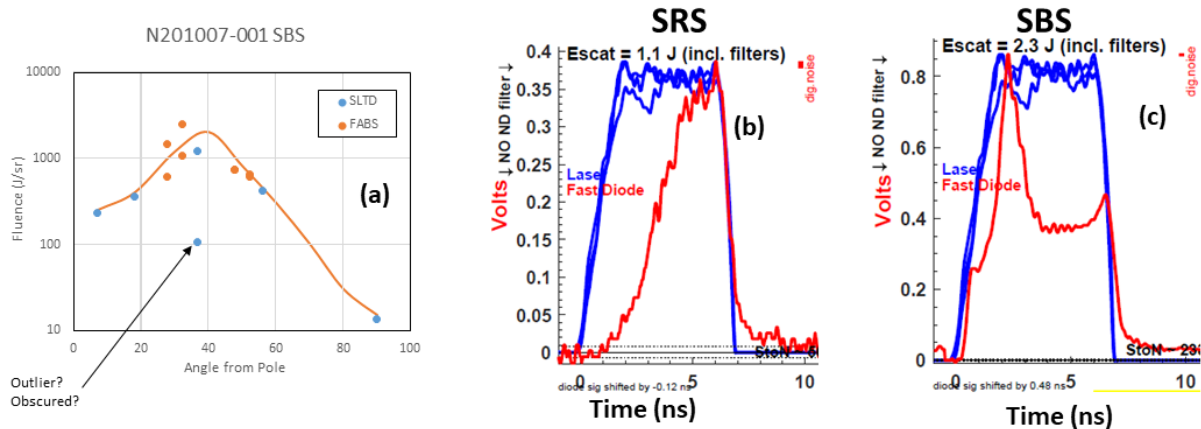 N201007-001 SBS
10000
1000
100
10
0
20
40
60
80
100
Fluence (J/sr)
Angle from Pole
SLTD
FABS
(a)
Outlier?
Obscured?
SRS
Escat = 1.1 J (incl. filters)
0.4
0.35
0.3
0.25
0.2
0.15
0.1
0.05
0
Volts ↓ NO ND filter ↓
dig.noise
(b)
Fast Diode
0
5
10
diode sig shifted by -0.12 ns
Time (ns)
SBS
Escat = 2.3 J (incl. filters)
0.8
0.6
0.4
0.2
0
Volts ↓ NO ND filter ↓
dig.noise
(c)
Fast Diode
0
5
10
diode sig shifted by 0.48 ns
Time (ns)